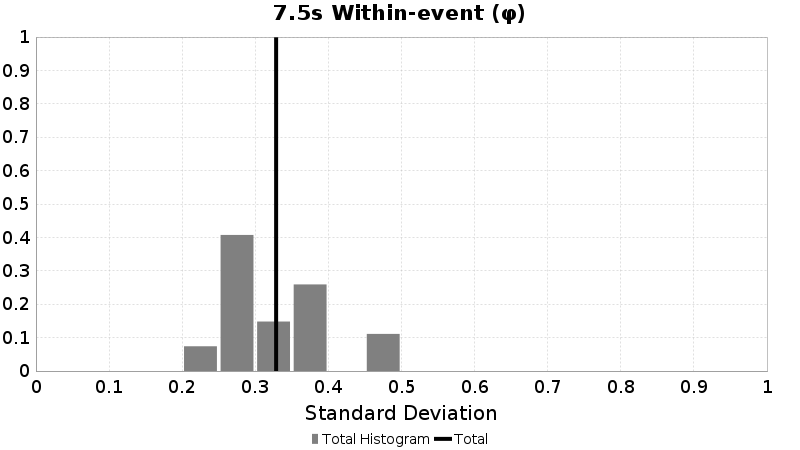 7.5s Within-event (φ)
1
0.9
0.8
0.7
0.6
0.5
0.4
0.3
0.2
0.1
0
0 0.1 0.2 0.3 0.4 0.5 0.6 0.7 0.8 0.9 1
Standard Deviation
Total Histogram Total